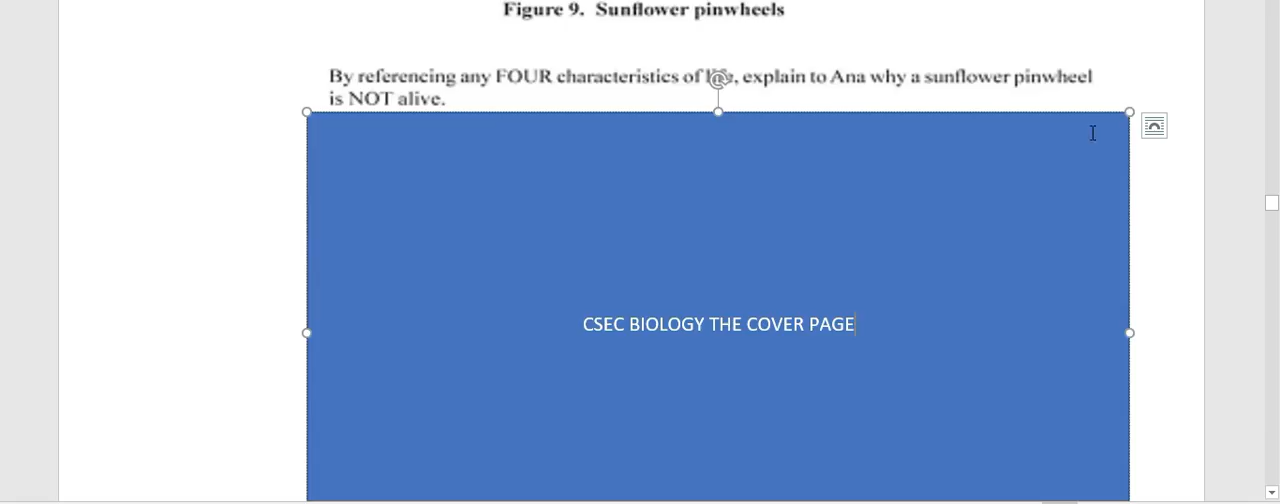 Figure 9. Sunflower pinwheels
By referencing any FOUR characteristics of , explain to Ana why a sunflower pinwheel
is NOT alive.
CSEC BIOLOGY THE COVER PAGE